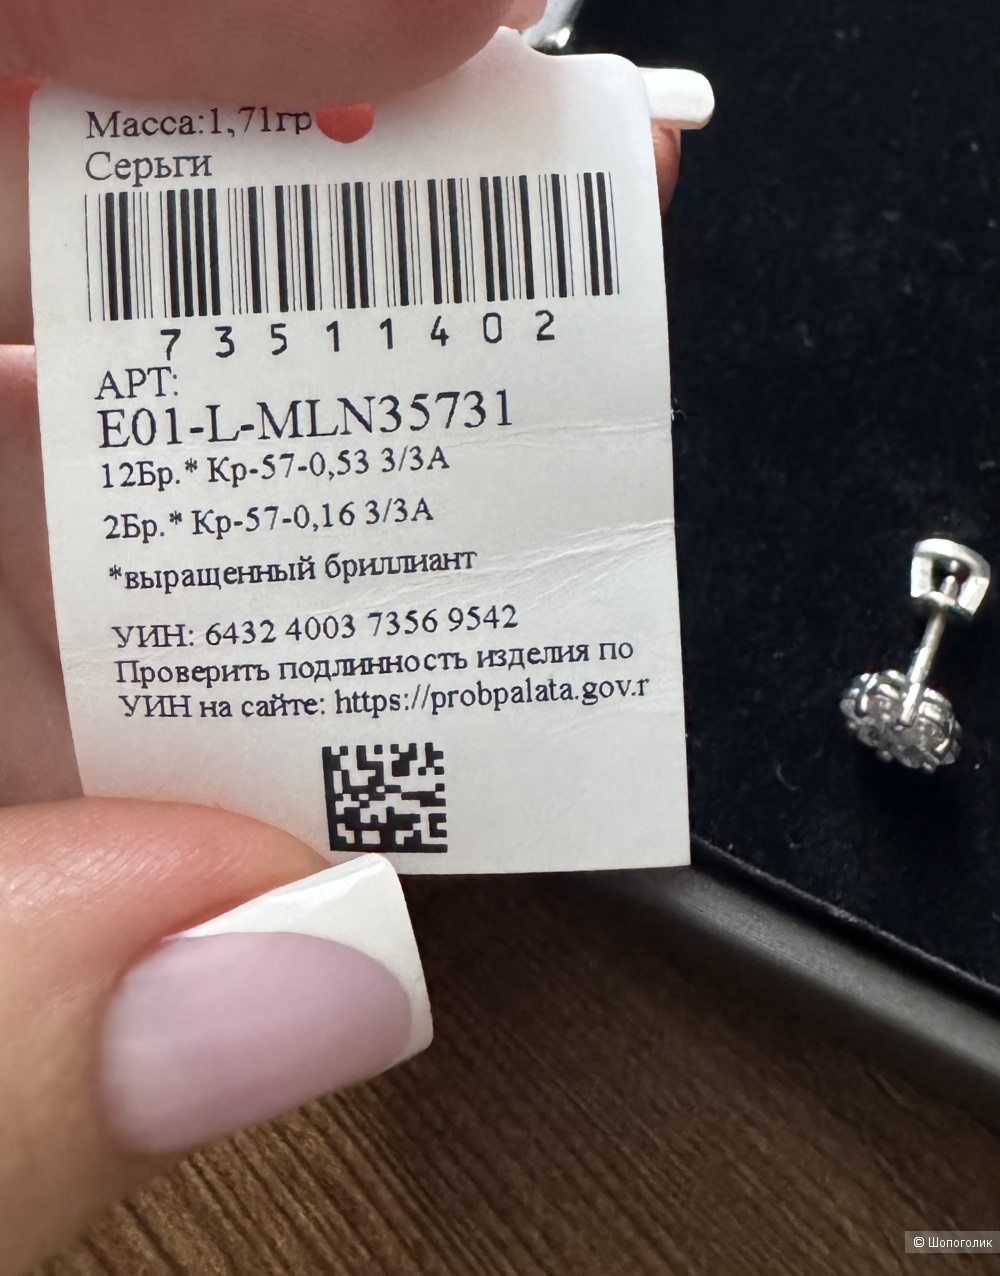 Масса:1,71гр
Серьги
73511402
АРТ:
E01-L-MLN35731
12Бр.* Кр-57-0,53 3/3А
2Бр.* Кр-57-0,16 3/3А
*выращенный бриллиант
УИН: 6432 4003 7356 9542
Проверить подлинность изделия по
УИН на сайте: https://probpalata.gov.r
© Шопоголик